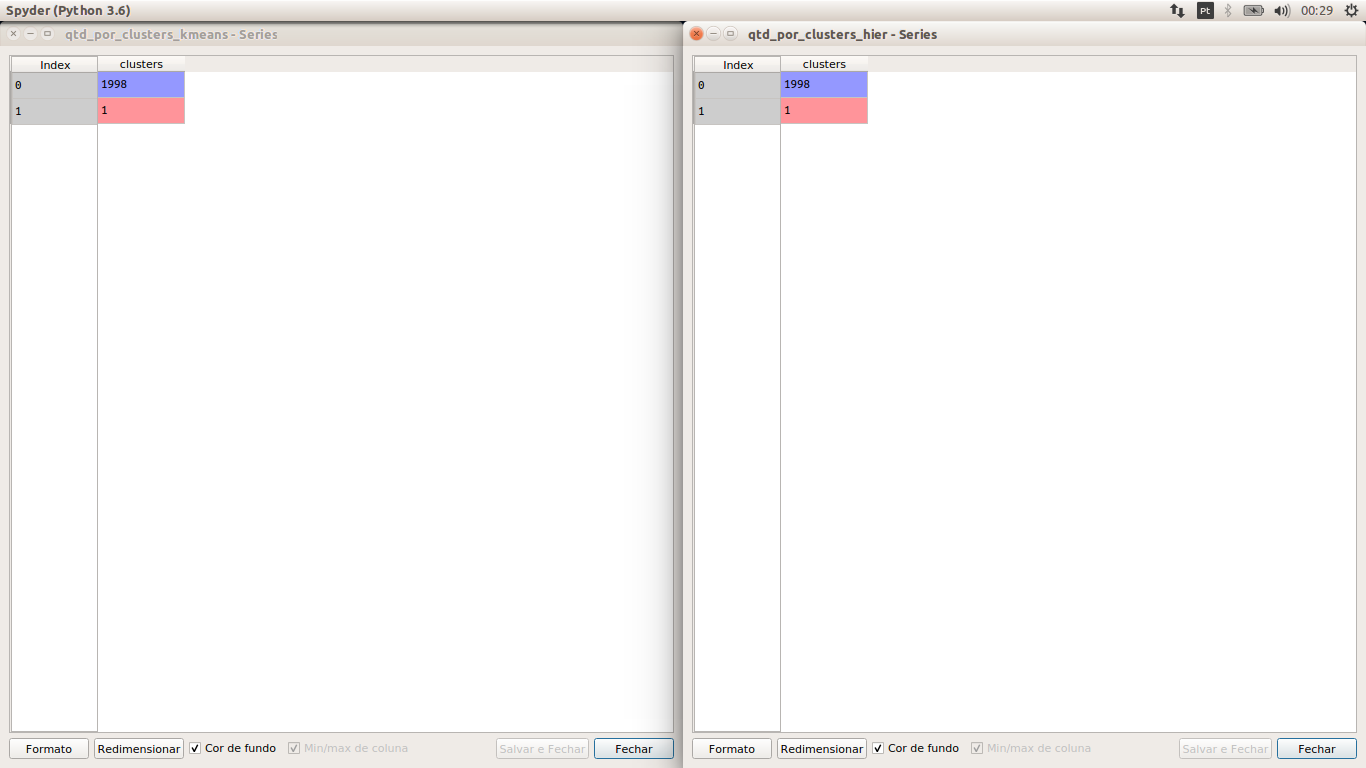 Spyder (Python 3.6)
Pt
00:29
qtd_por_clusters_kmeans - Series
Index clusters
0 1998
1 1
Formato Redimensionar Cor de fundo Min/max de coluna Salvar e Fechar Fechar
qtd_por_clusters_hier - Series
Index clusters
0 1998
1 1
Formato Redimensionar Cor de fundo Min/max de coluna Salvar e Fechar Fechar